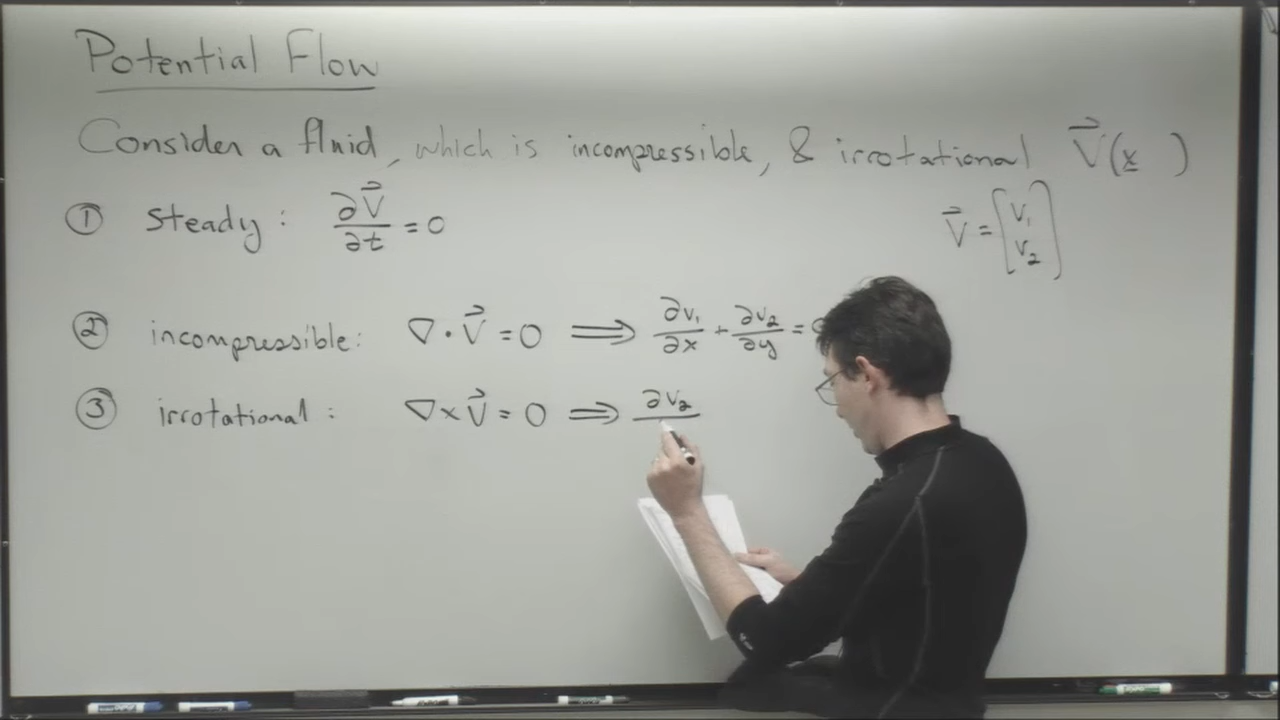 Potential Flow
Consider a fluid, which is incompressible, & irrotational V⃗(x )
① steady: ∂V⃗/∂t = 0
V⃗ = [v₁ v₂]
② incompressible: ∇·V⃗ = 0 ⟹ ∂v₁/∂x + ∂v₂/∂y =
③ irrotational: ∇×V⃗ = 0 ⟹ ∂v₂